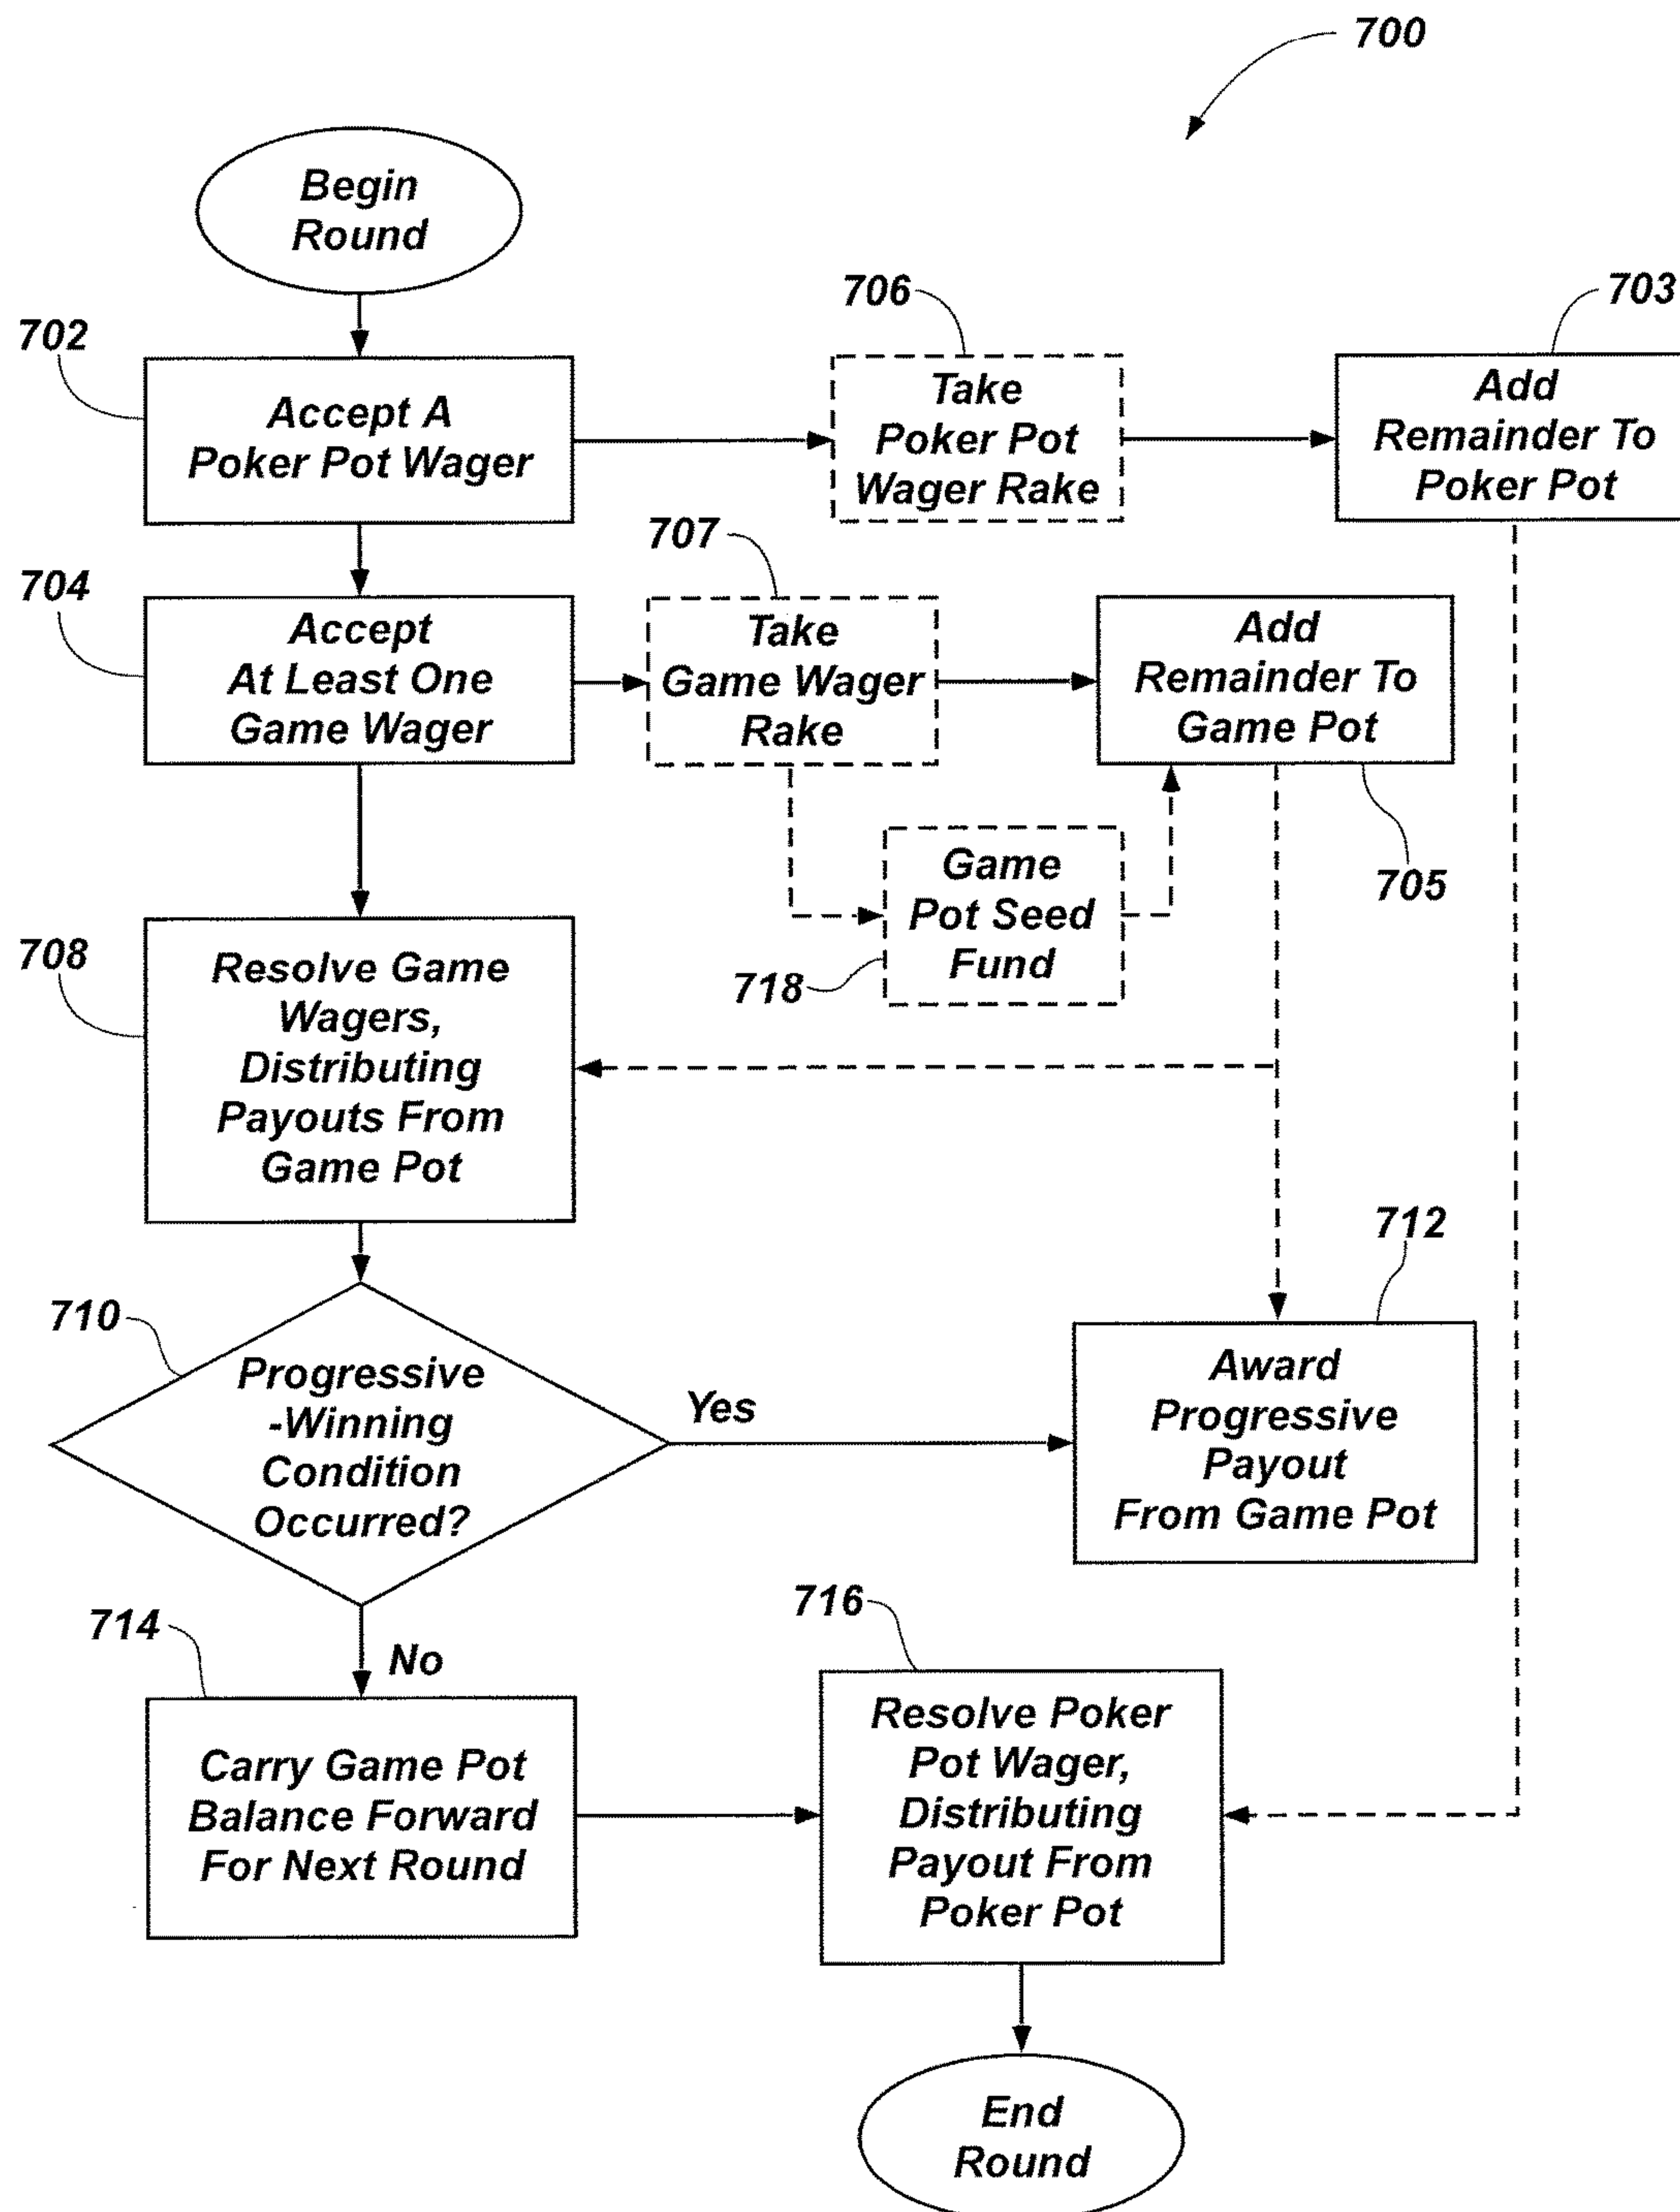 700
Begin
Round
706
703
702
Accept A
Poker Pot Wager
Take
Poker Pot
Wager Rake
Add
Remainder To
Poker Pot
707
704
Accept
At Least One
Game Wager
Take
Game Wager
Rake
Add
Remainder To
Game Pot
705
Game
Pot Seed
Fund
718
708
Resolve Game
Wagers,
Distributing
Payouts From
Game Pot
712
710
Progressive
-Winning
Condition
Occurred?
Yes
Award
Progressive
Payout
From Game Pot
714
No
716
Carry Game Pot
Balance Forward
For Next Round
Resolve Poker
Pot Wager,
Distributing
Payout From
Poker Pot
End
Round